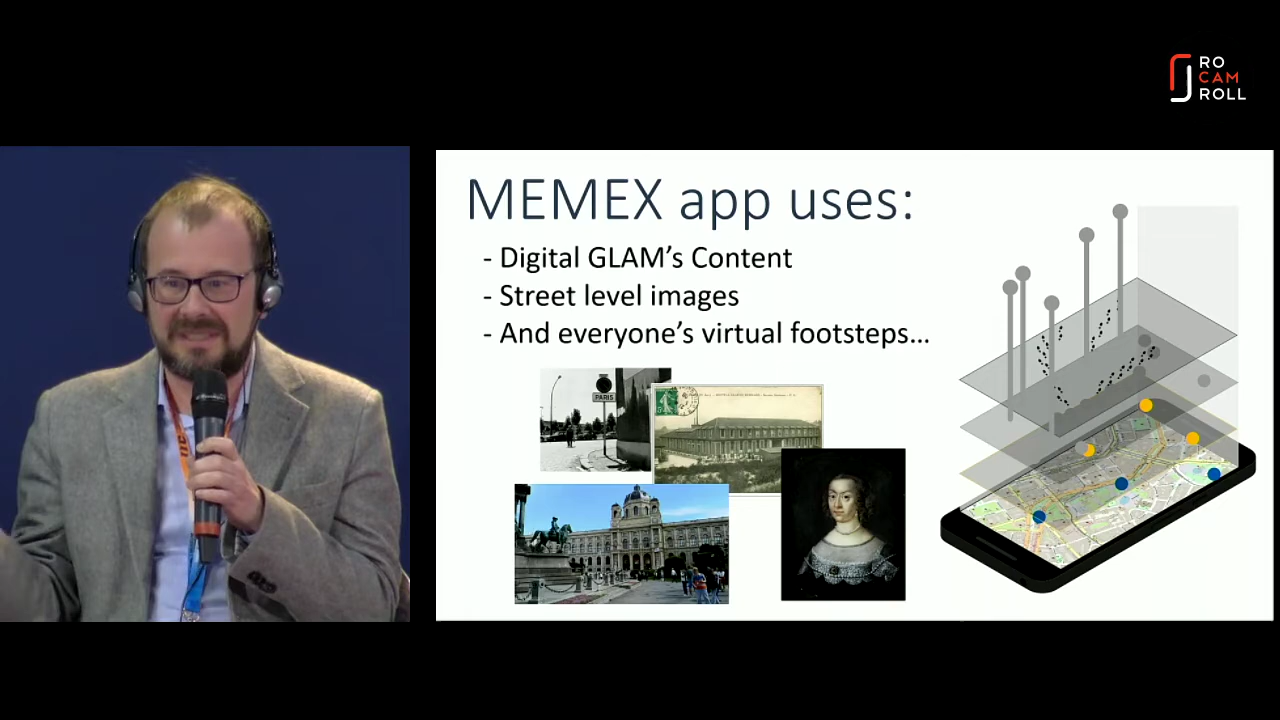 RO
CAM
ROLL
MEMEX app uses:
- Digital GLAM’s Content
- Street level images
- And everyone’s virtual footsteps…
PARIS